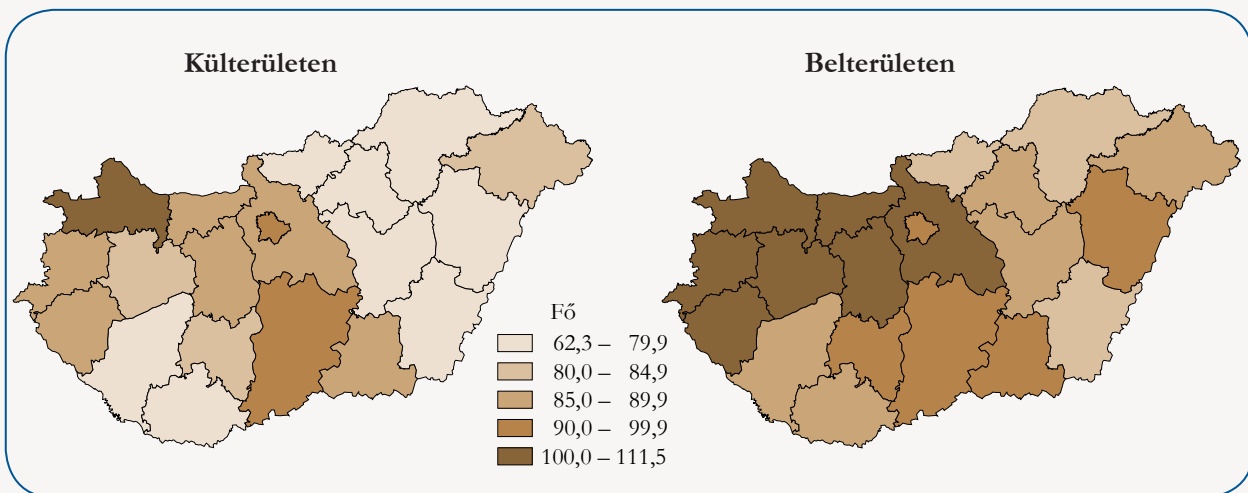 Külterületen
Belterületen
Fő
62,3 – 79,9
80,0 – 84,9
85,0 – 89,9
90,0 – 99,9
100,0 – 111,5